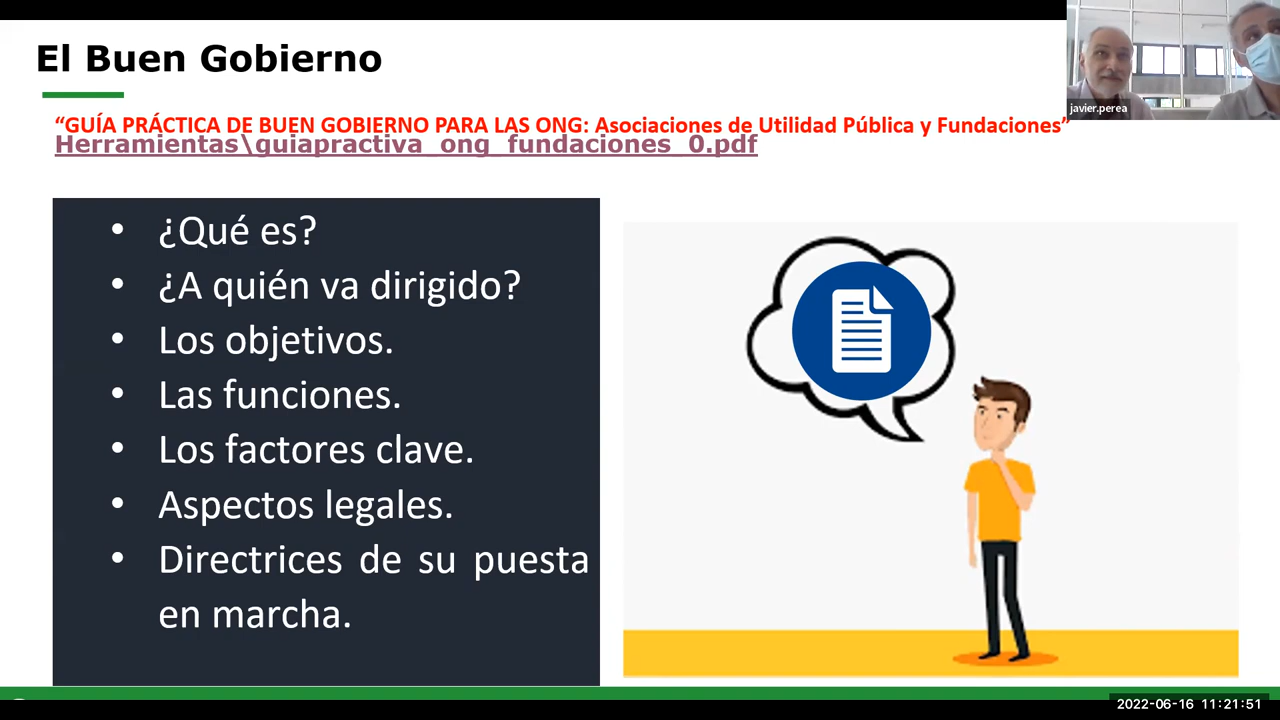 El Buen Gobierno
“GUÍA PRÁCTICA DE BUEN GOBIERNO PARA LAS ONG: Asociaciones de Utilidad Pública y Fundaciones”
Herramientas\guiapractiva_ong_fundaciones_0.pdf
javier.perea
• ¿Qué es?
• ¿A quién va dirigido?
• Los objetivos.
• Las funciones.
• Los factores clave.
• Aspectos legales.
• Directrices de su puesta
en marcha.
2022-06-16 11:21:51